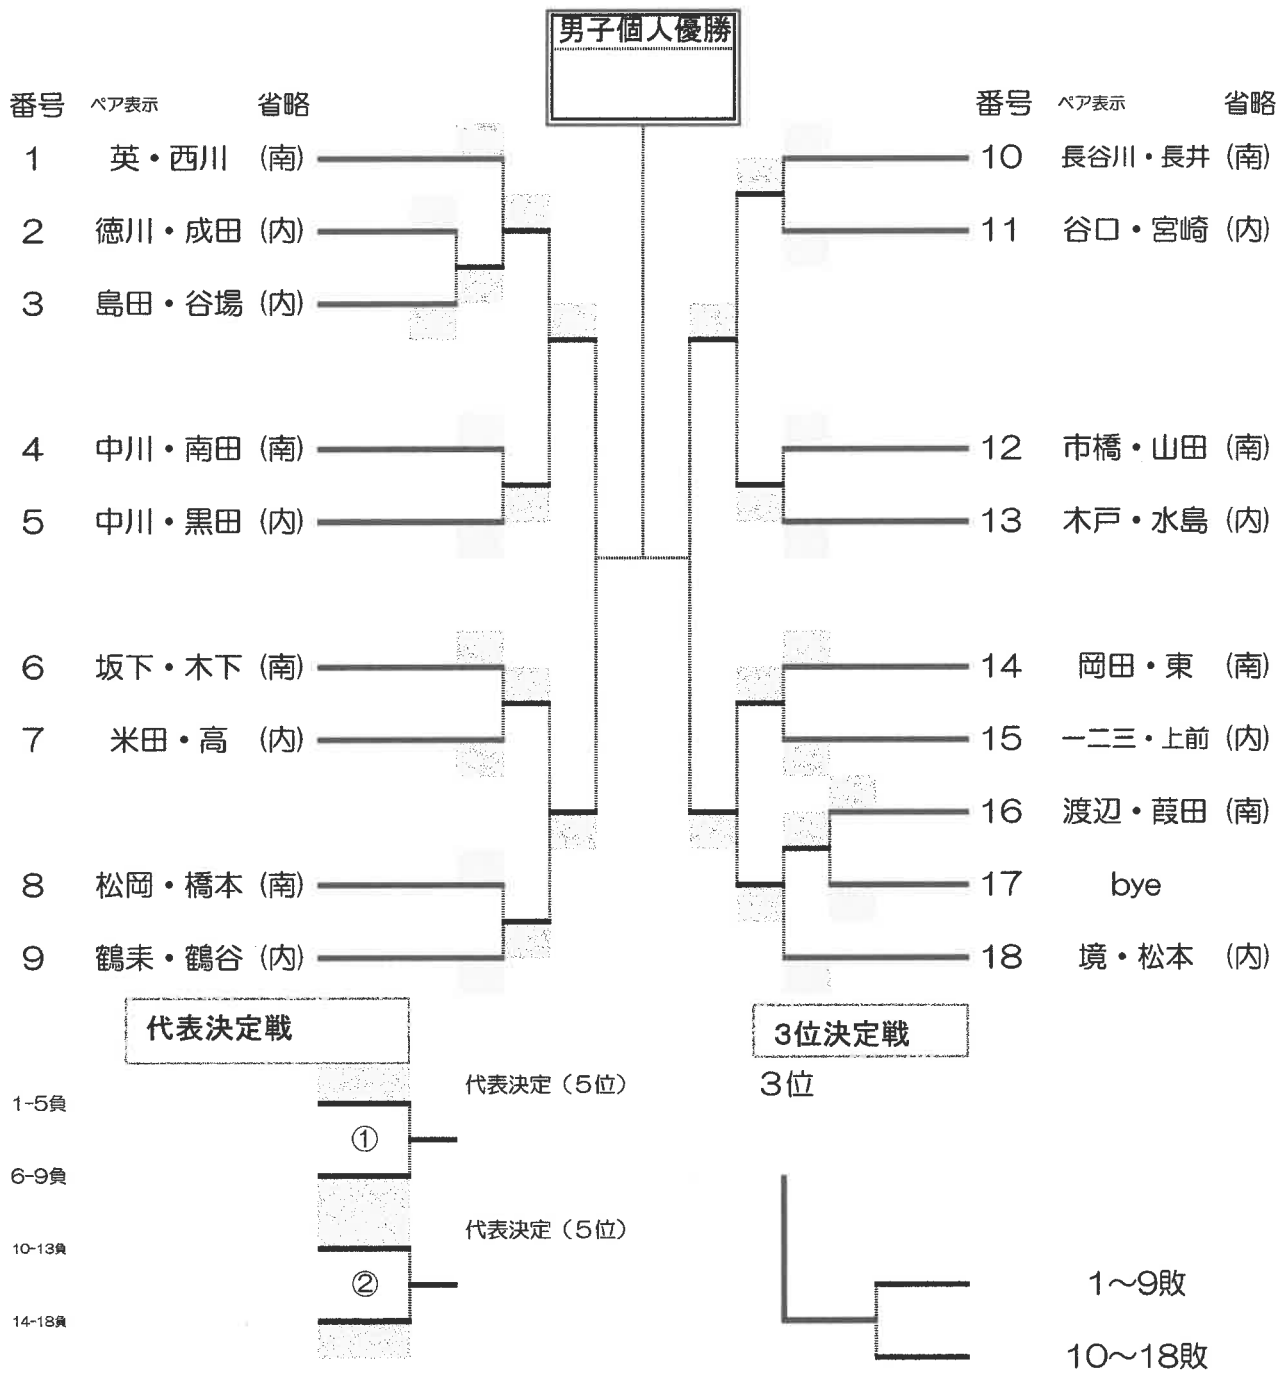 男子個人優勝
番号 ペア表示 省略
1 英・西川 (南)
2 徳川・成田 (内)
3 島田・谷場 (内)
4 中川・南田 (南)
5 中川・黒田 (内)
6 坂下・木下 (南)
7 米田・高 (内)
8 松岡・橋本 (南)
9 鶴来・鶴谷 (内)
番号 ペア表示 省略
10 長谷川・長井 (南)
11 谷口・宮崎 (内)
12 市橋・山田 (南)
13 木戸・水島 (内)
14 岡田・東 (南)
15 一二三・上前 (内)
16 渡辺・葭田 (南)
17 bye
18 境・松本 (内)
代表決定戦
代表決定（5位）
1-5負
①
6-9負
代表決定（5位）
10-13負
②
14-18負
3位決定戦
3位
1～9敗
10～18敗